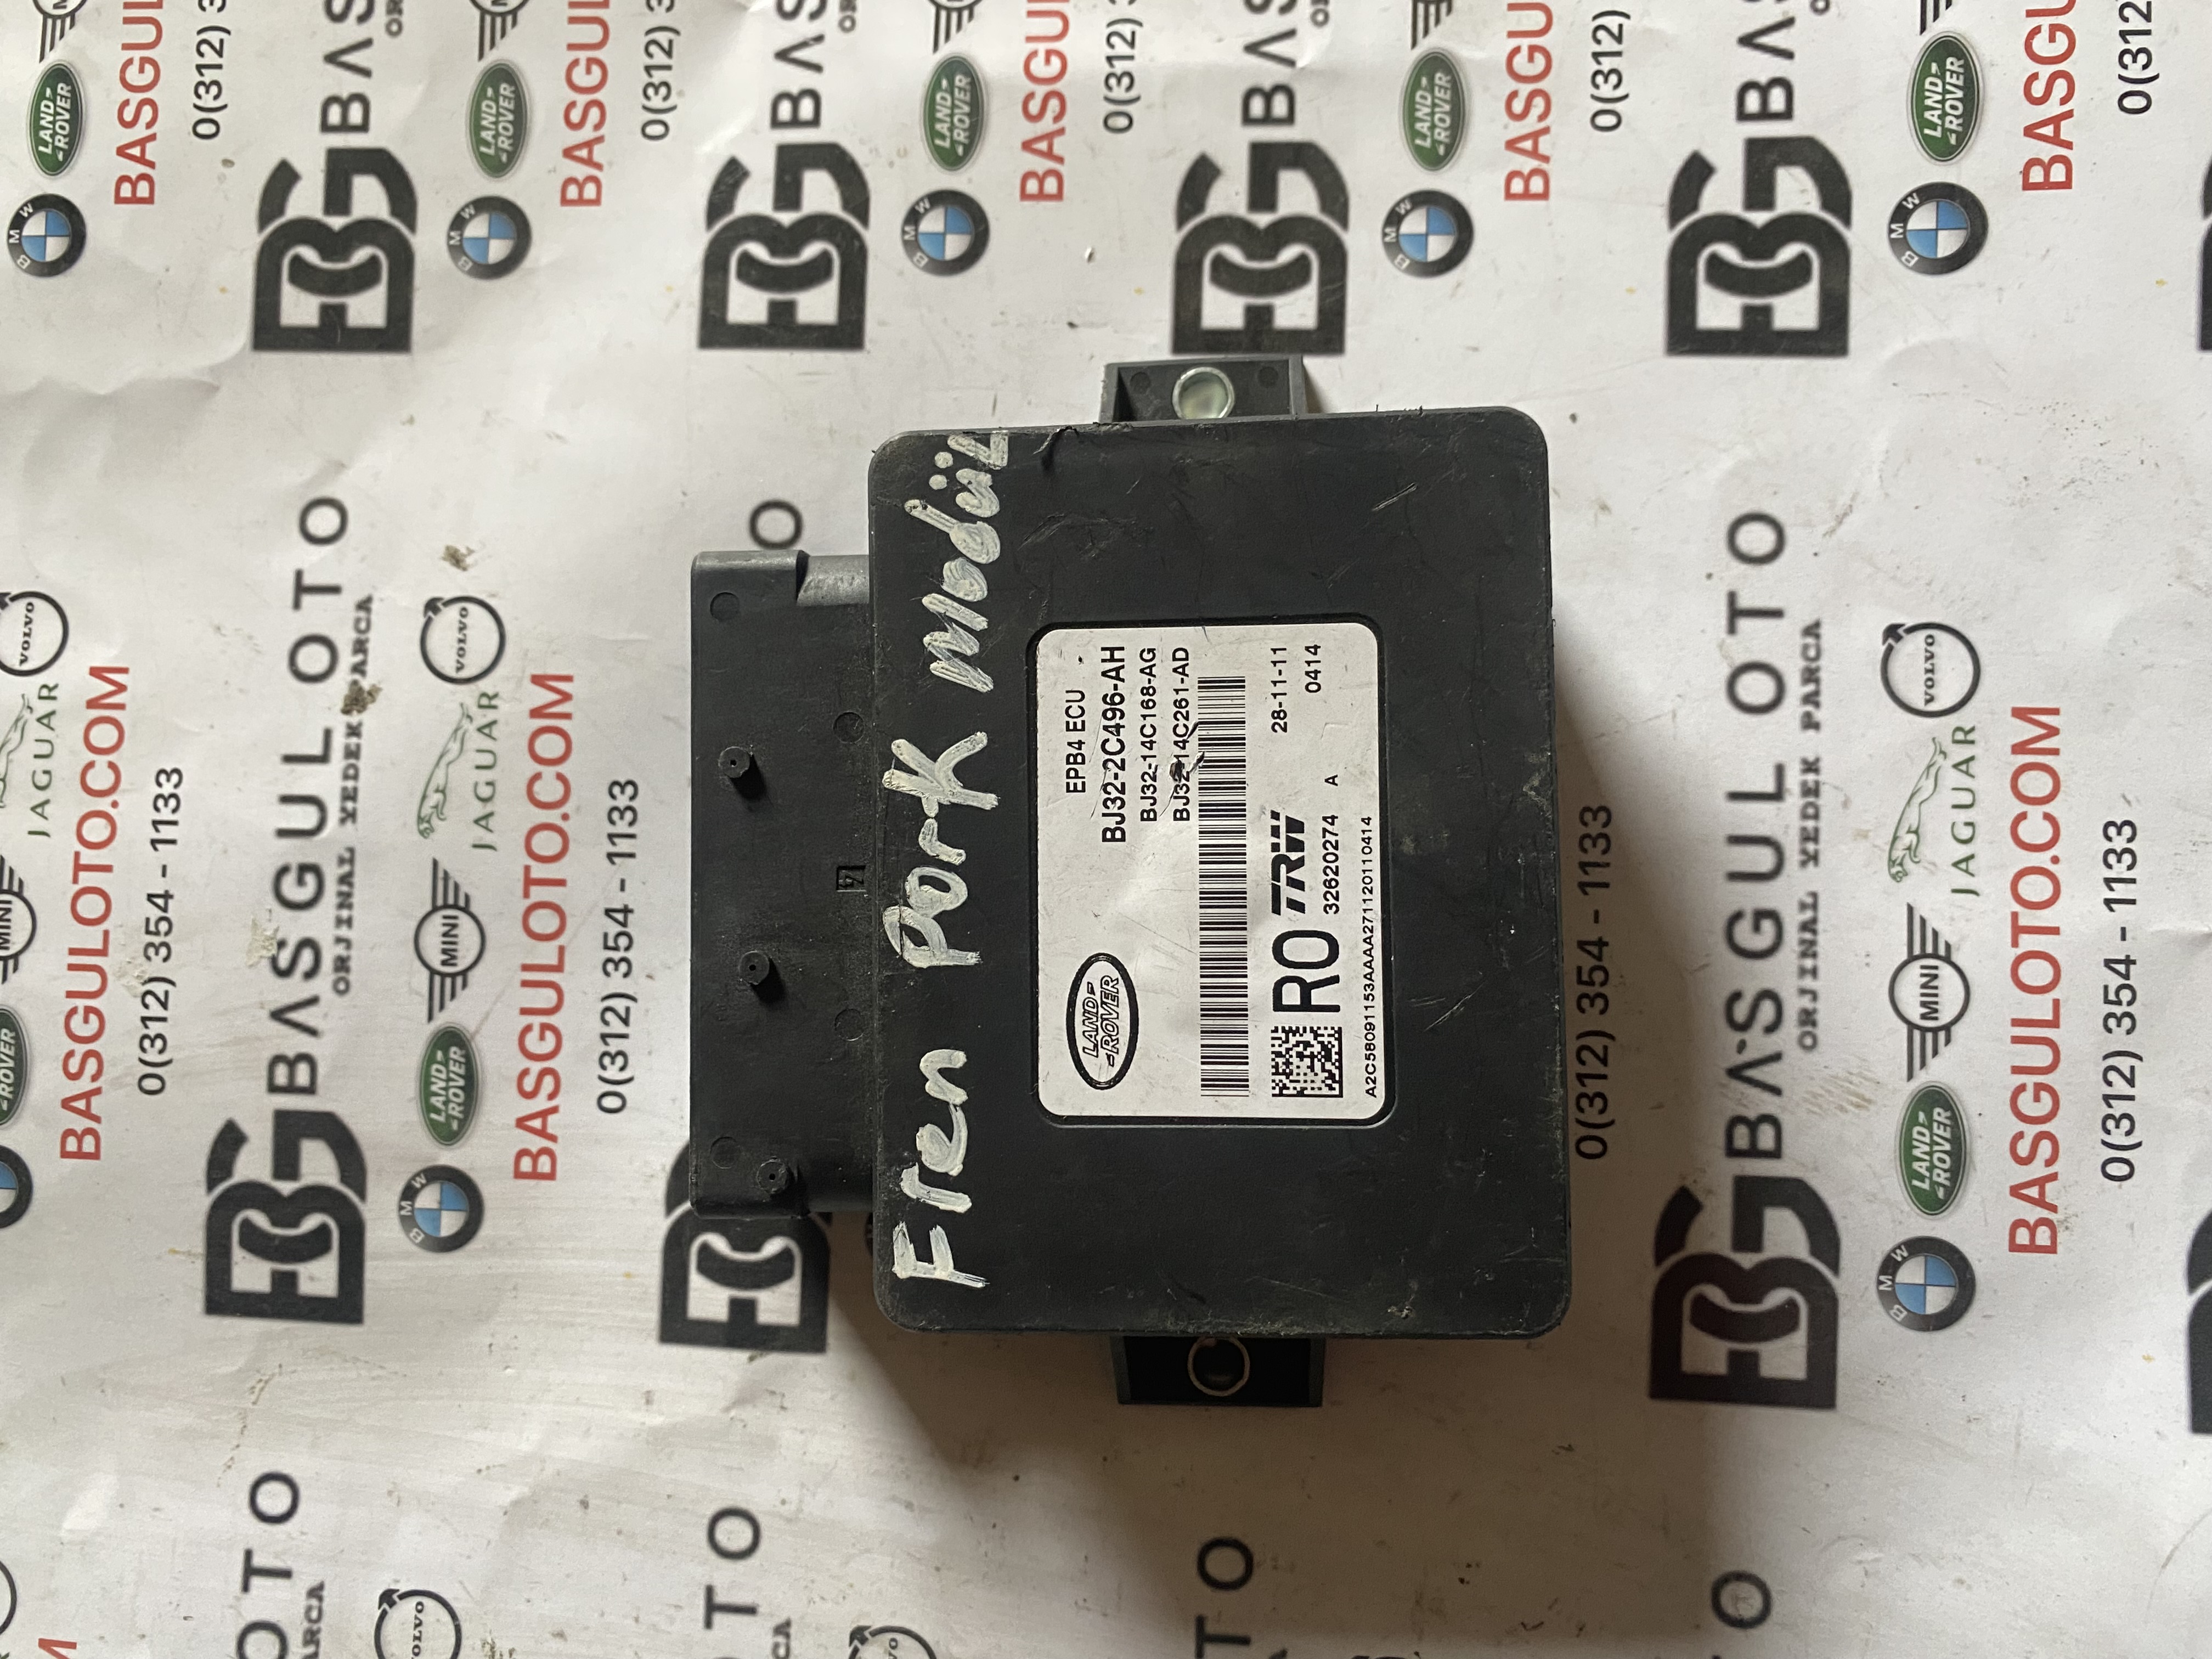 Fren Park Modül
EPB4 ECU
BJ32-2C496-AH
BJ32-14C168-AG
BJ32-14C261-AD
LAND-
-ROVER
28-11-11
0414
RO
TRW
32620274
A
A2C58091153AAAA27112011​0414
BG BASGUL OTO
ORJINAL YEDEK PARCA
BMW
LAND-
-ROVER
MINI
JAGUAR
VOLVO
BASGULOTO.COM
0(312) 354 - 1133